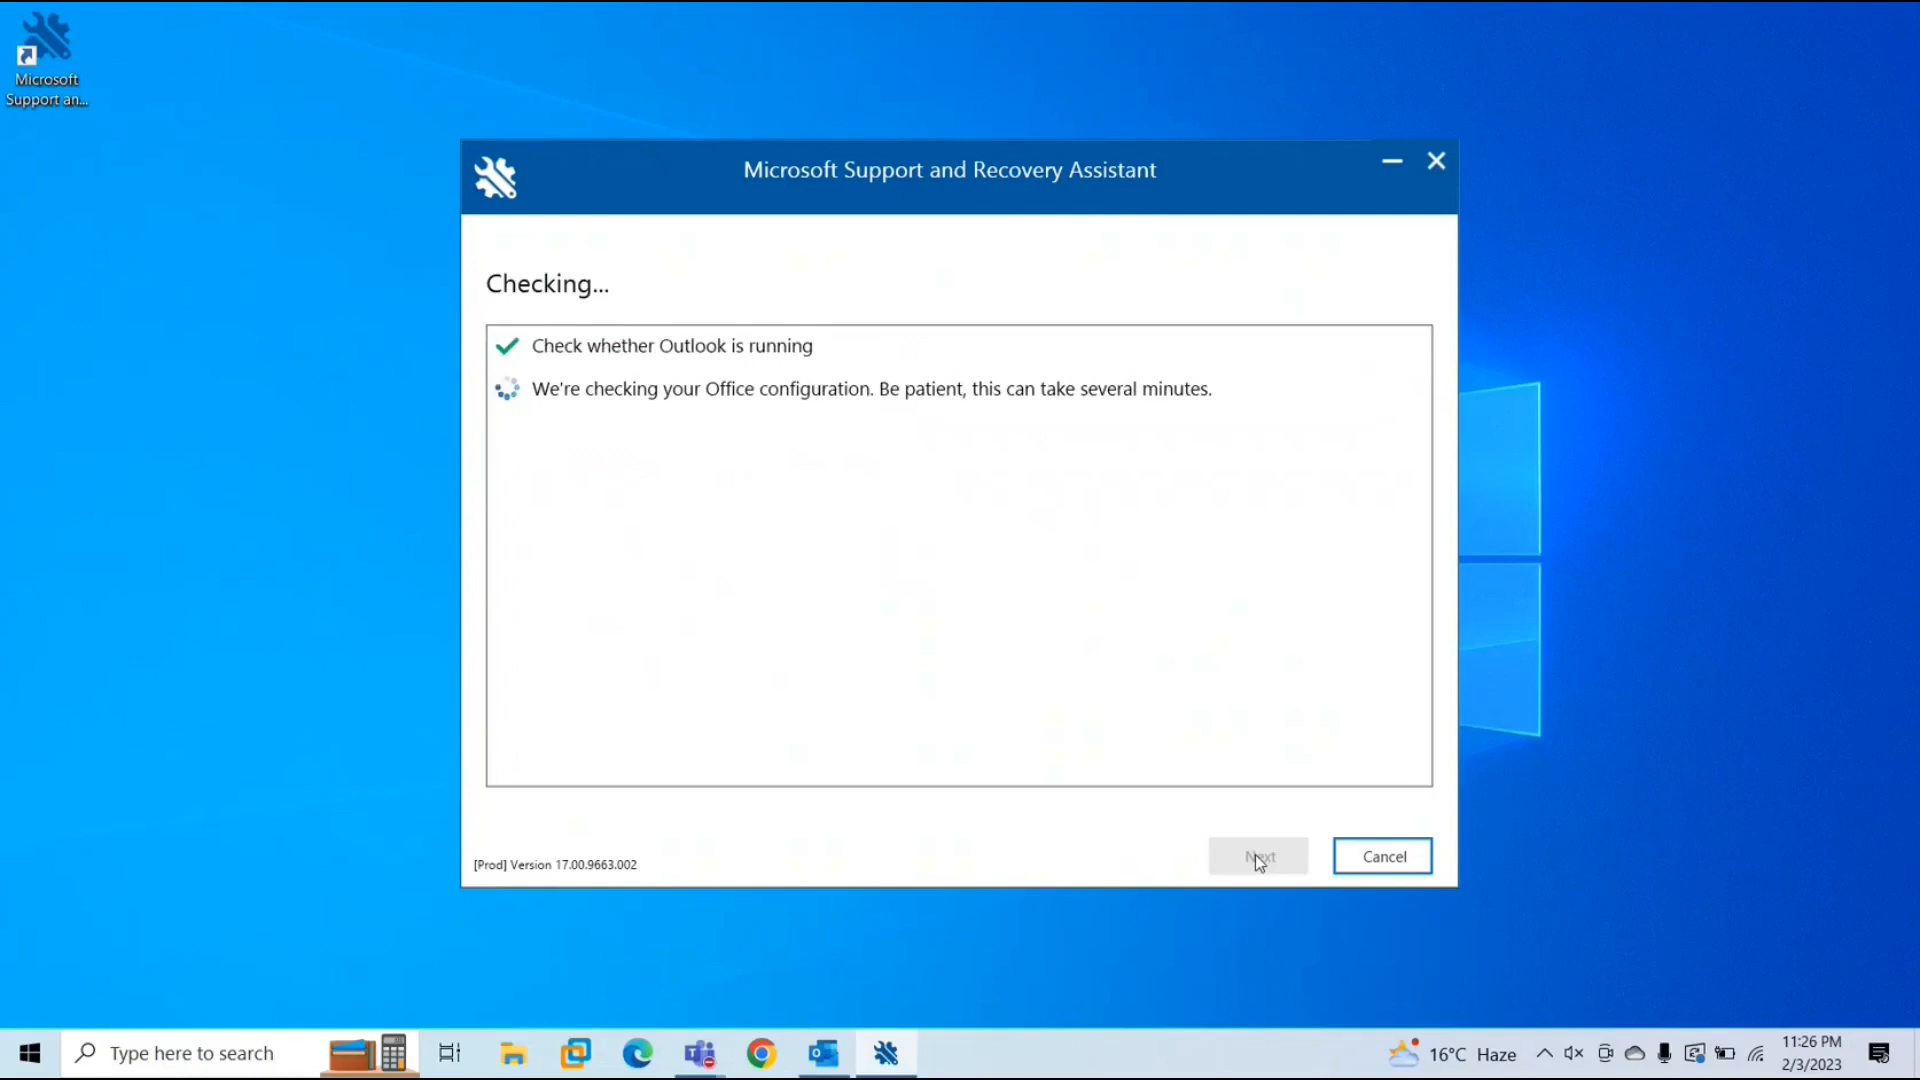 Microsoft
Support an...
Microsoft Support and Recovery Assistant
Checking...
Check whether Outlook is running
We're checking your Office configuration. Be patient, this can take several minutes.
[Prod] Version 17.00.9663.002
Next
Cancel
Type here to search
16°C Haze
11:26 PM
2/3/2023